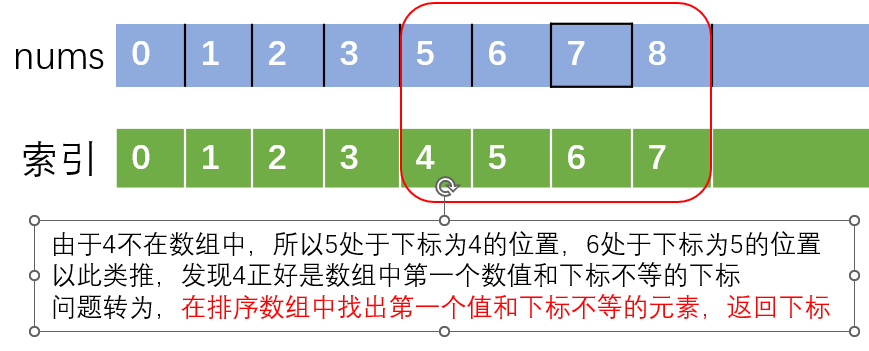 nums 0 1 2 3 5 6 7 8
索引 0 1 2 3 4 5 6 7
由于4不在数组中，所以5处于下标为4的位置，6处于下标为5的位置
以此类推，发现4正好是数组中第一个数值和下标不等的下标
问题转为，在排序数组中找出第一个值和下标不等的元素，返回下标